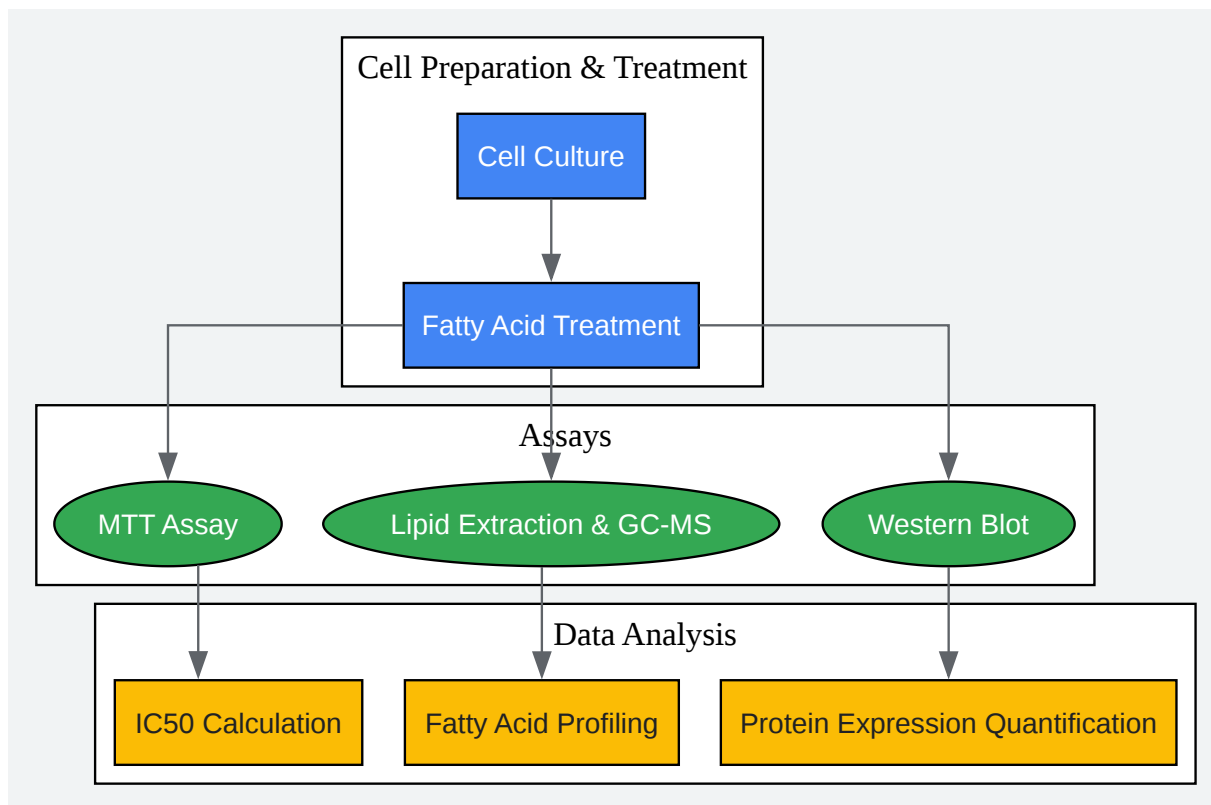 Cell Preparation & Treatment
Cell Culture
Fatty Acid Treatment
Assays
MTT Assay
Lipid Extraction & GC-MS
Western Blot
Data Analysis
IC50 Calculation
Fatty Acid Profiling
Protein Expression Quantification